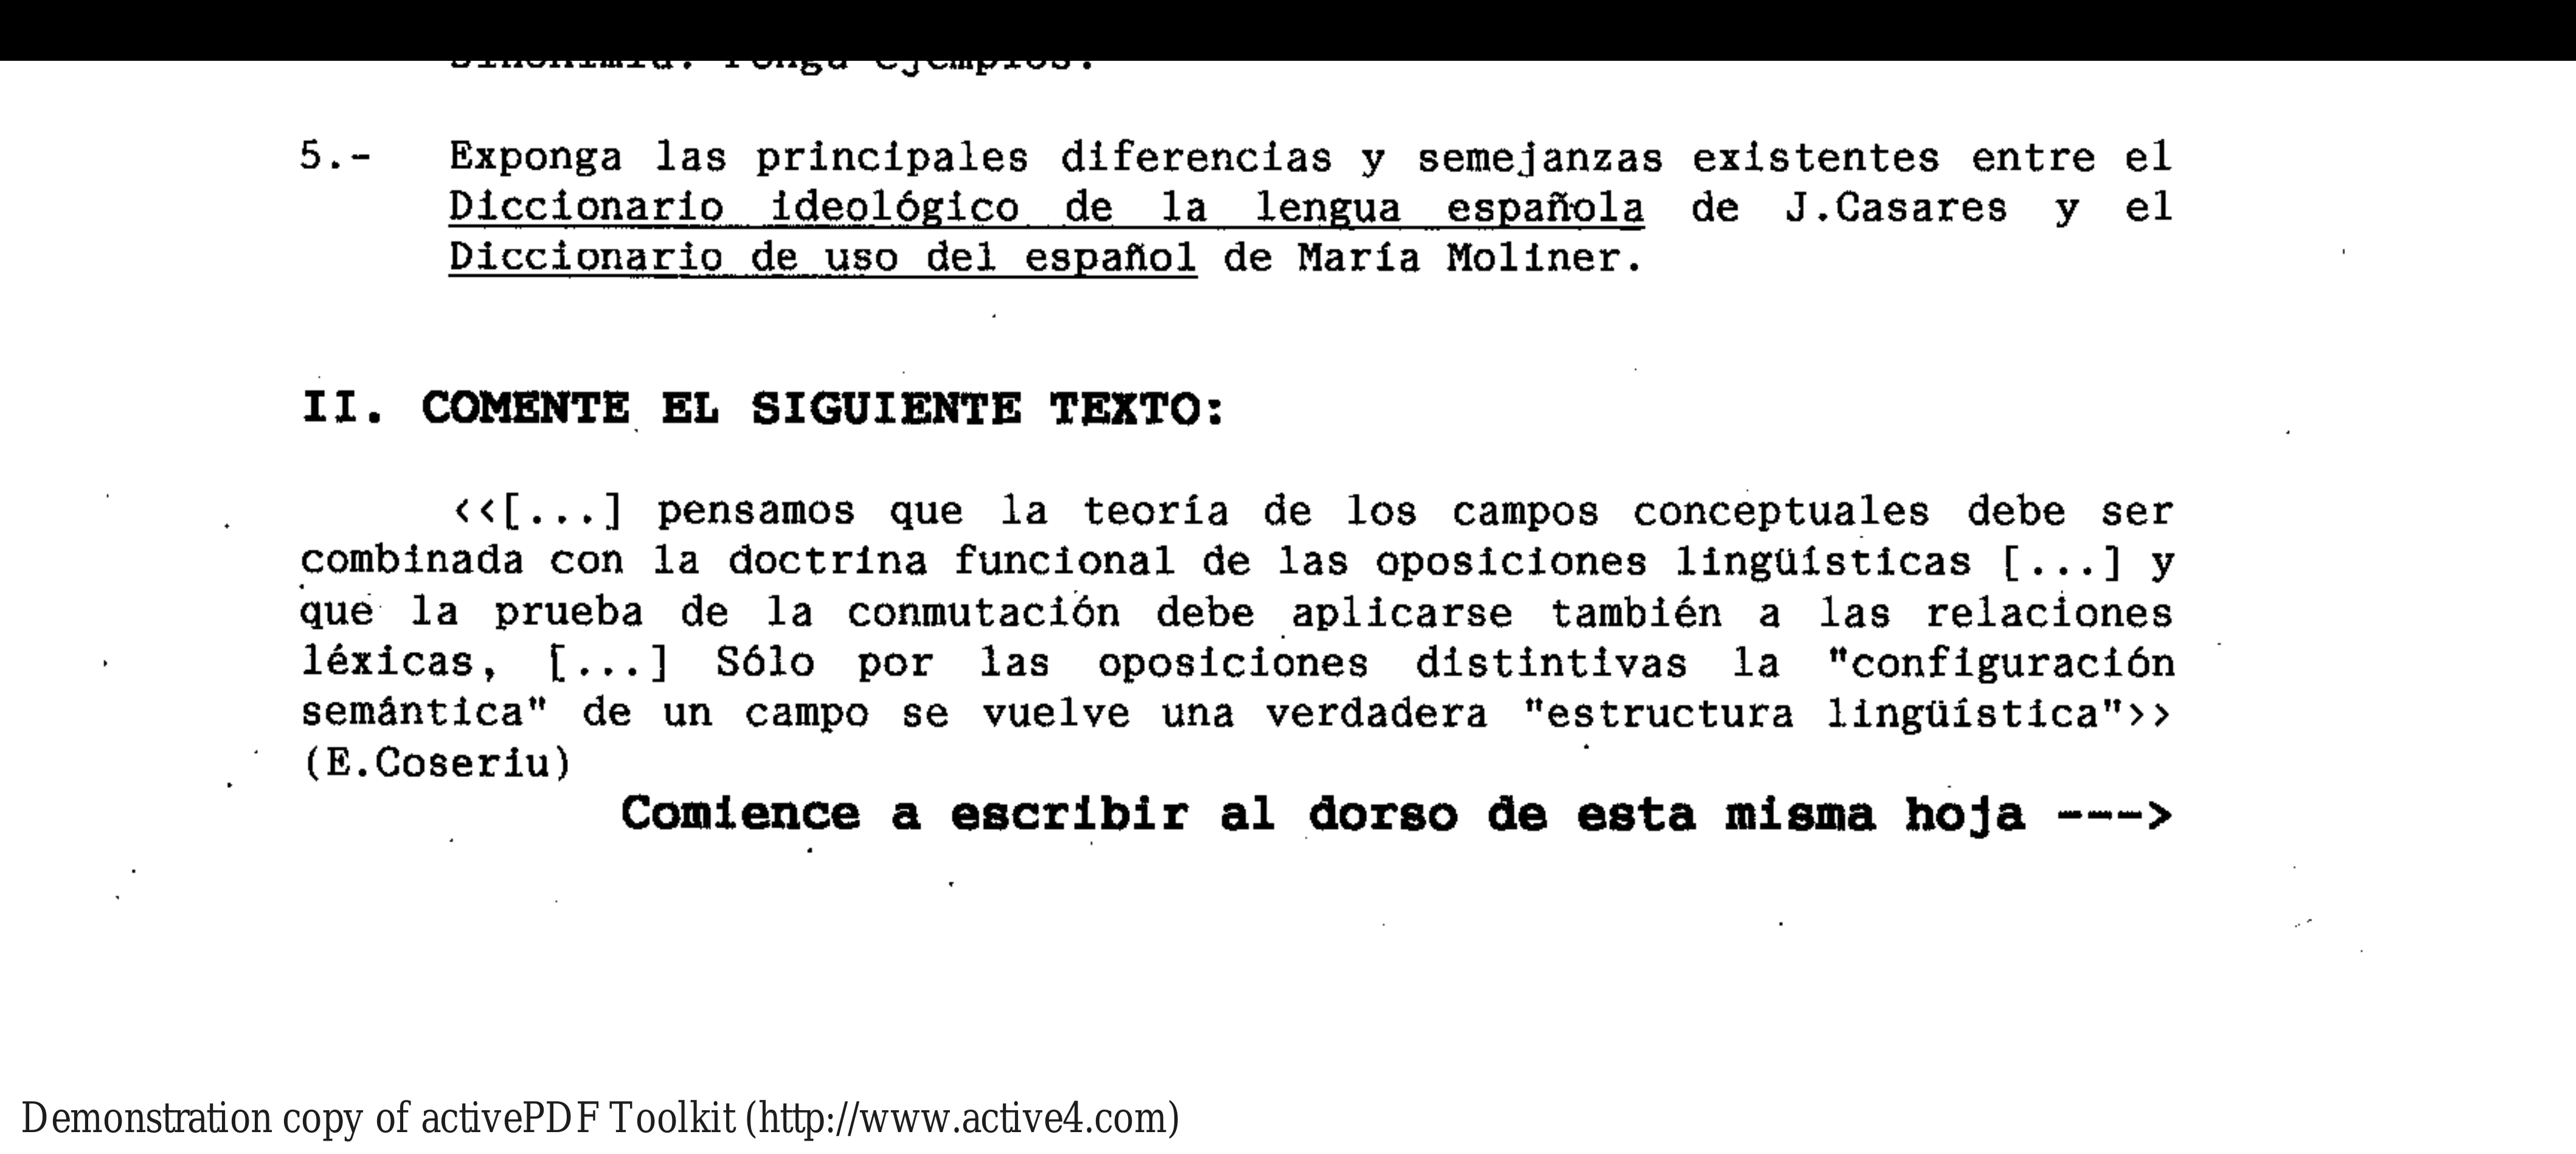 sinonimia. Ponga ejemplos.
5.- Exponga las principales diferencias y semejanzas existentes entre el
Diccionario ideológico de la lengua española de J.Casares y el
Diccionario de uso del español de María Moliner.
II. COMENTE EL SIGUIENTE TEXTO:
<<[...] pensamos que la teoría de los campos conceptuales debe ser
combinada con la doctrina funcional de las oposiciones lingüísticas [...] y
que la prueba de la conmutación debe aplicarse también a las relaciones
léxicas, [...] Sólo por las oposiciones distintivas la "configuración
semántica" de un campo se vuelve una verdadera "estructura lingüística">>
(E.Coseriu)
Comience a escribir al dorso de esta misma hoja --->
Demonstration copy of activePDF Toolkit (http://www.active4.com)